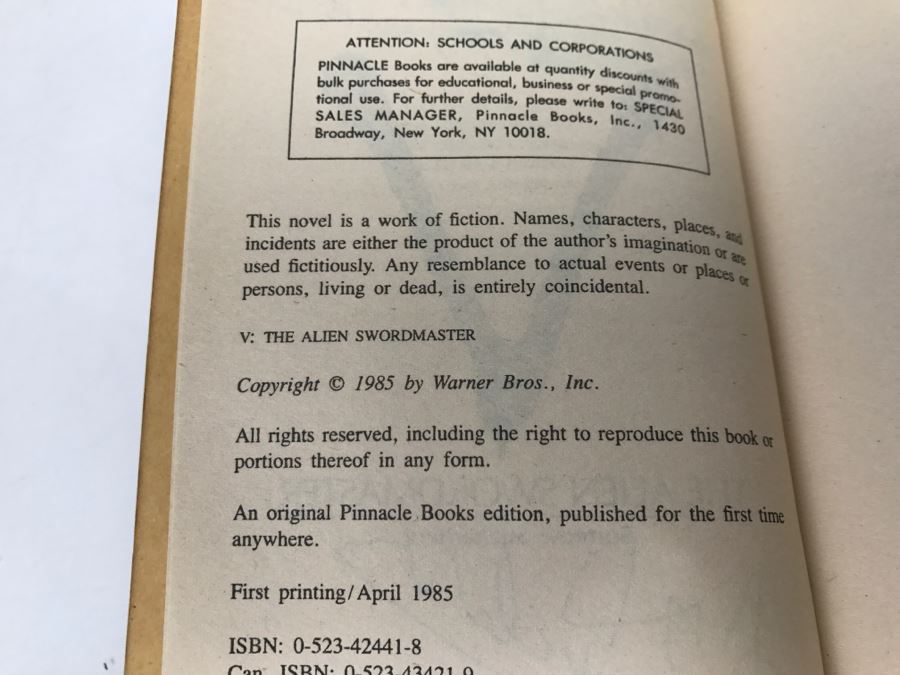 ATTENTION: SCHOOLS AND CORPORATIONS
PINNACLE Books are available at quantity discounts with
bulk purchases for educational, business or special promo-
tional use. For further details, please write to: SPECIAL
SALES MANAGER, Pinnacle Books, Inc., 1430
Broadway, New York, NY 10018.
This novel is a work of fiction. Names, characters, places, and
incidents are either the product of the author's imagination or are
used fictitiously. Any resemblance to actual events or places or
persons, living or dead, is entirely coincidental.
V: THE ALIEN SWORDMASTER
Copyright © 1985 by Warner Bros., Inc.
All rights reserved, including the right to reproduce this book or
portions thereof in any form.
An original Pinnacle Books edition, published for the first time
anywhere.
First printing/April 1985
ISBN: 0-523-42441-8
Can. ISBN: 0-523-43421-9